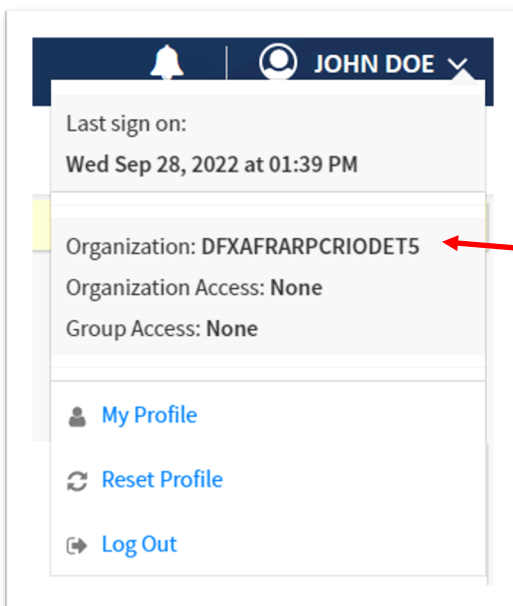 JOHN DOE
Last sign on:
Wed Sep 28, 2022 at 01:39 PM
Organization: DFXAFRARPCRIODET5
Organization Access: None
Group Access: None
My Profile
Reset Profile
Log Out